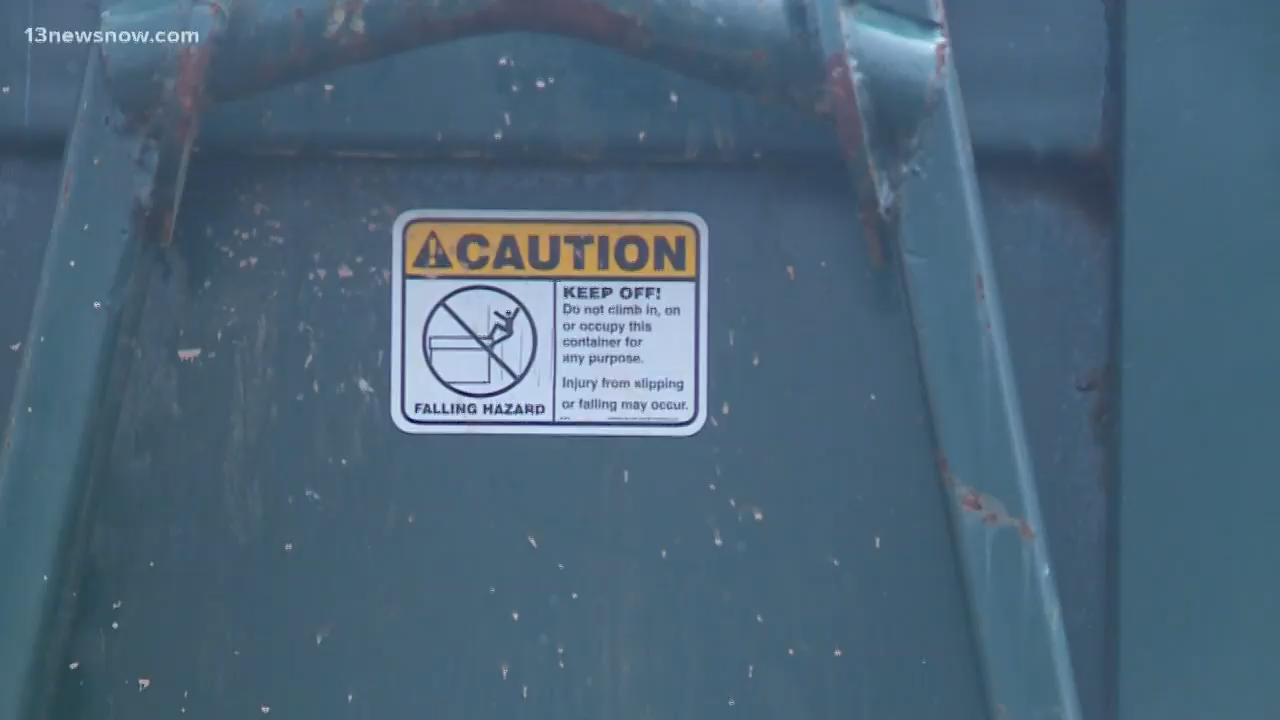 13newsnow.com
CAUTION
KEEP OFF!
Do not climb in, on
or occupy this
container for
any purpose.
Injury from slipping
or falling may occur.
FALLING HAZARD